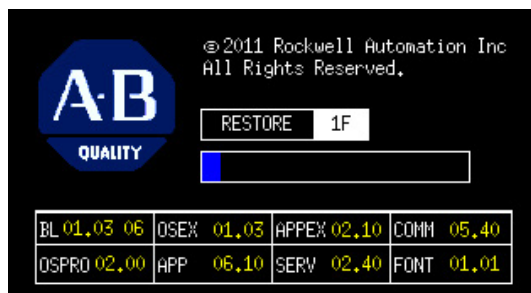 ©2011 Rockwell Automation Inc
All Rights Reserved.
A·B
QUALITY
RESTORE 1F
BL 01.03 06 OSEX 01.03 APPEX 02.10 COMM 05.40
OSPRO 02.00 APP 06.10 SERV 02.40 FONT 01.01